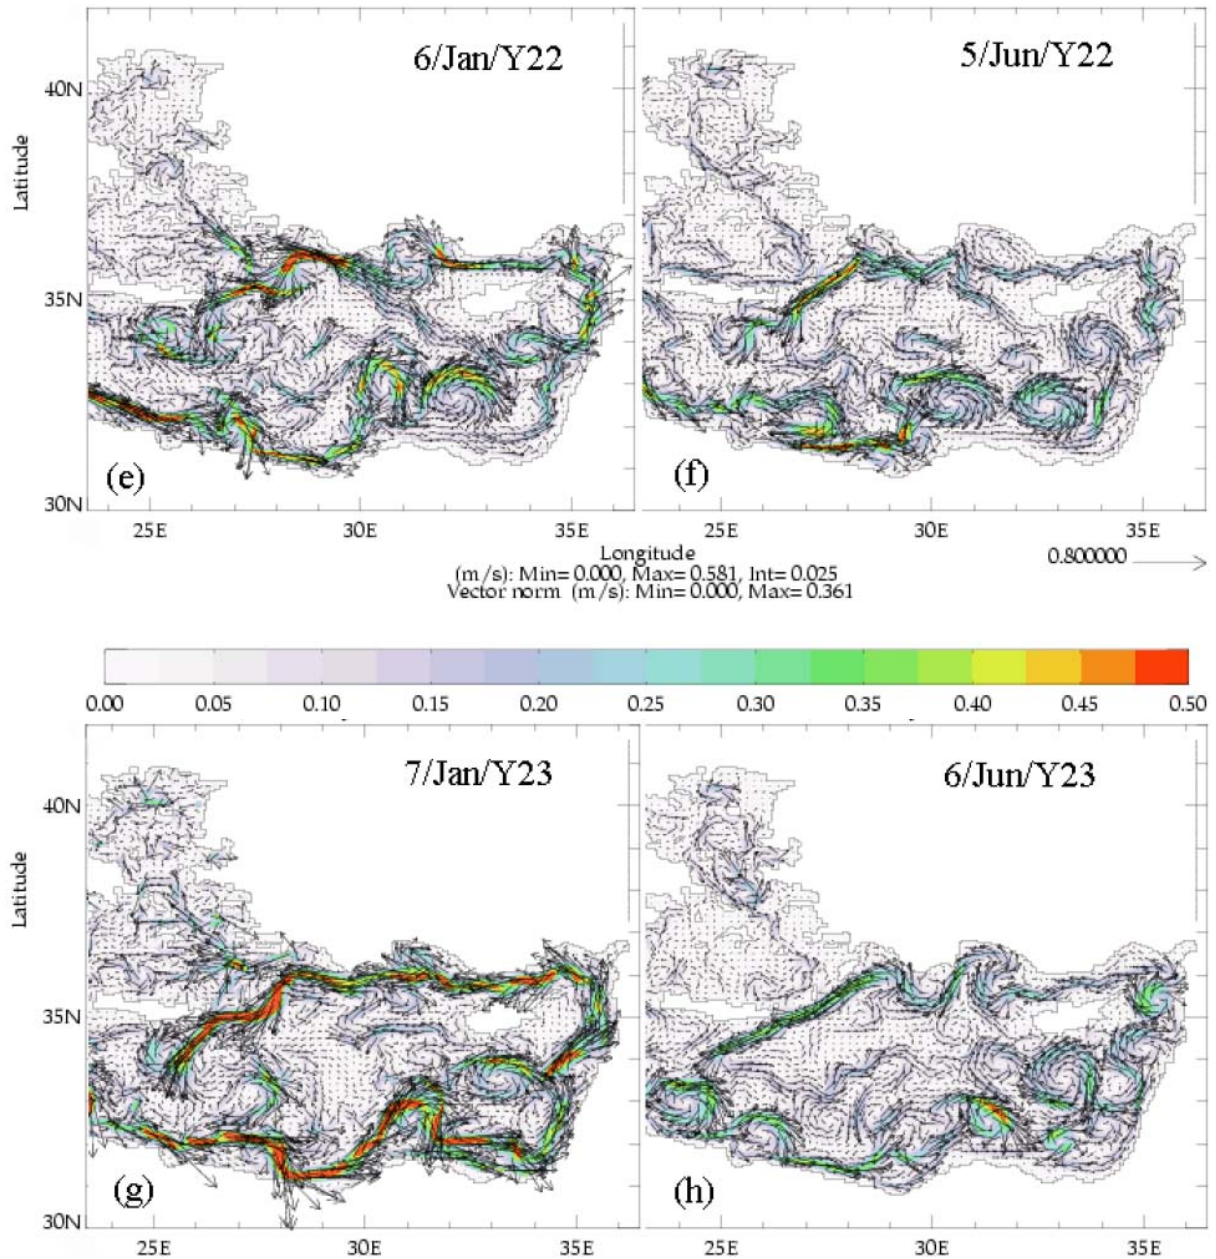 6/Jan/Y22
5/Jun/Y22
40N
Latitude
35N
(e)
(f)
30N
25E 30E 35E 25E 30E 35E
Longitude
0.800000
(m/s): Min= 0.000, Max= 0.581, Int= 0.025
Vector norm (m/s): Min= 0.000, Max= 0.361
0.00 0.05 0.10 0.15 0.20 0.25 0.30 0.35 0.40 0.45 0.50
7/Jan/Y23
6/Jun/Y23
40N
Latitude
35N
(g)
(h)
30N
25E 30E 35E 25E 30E 35E